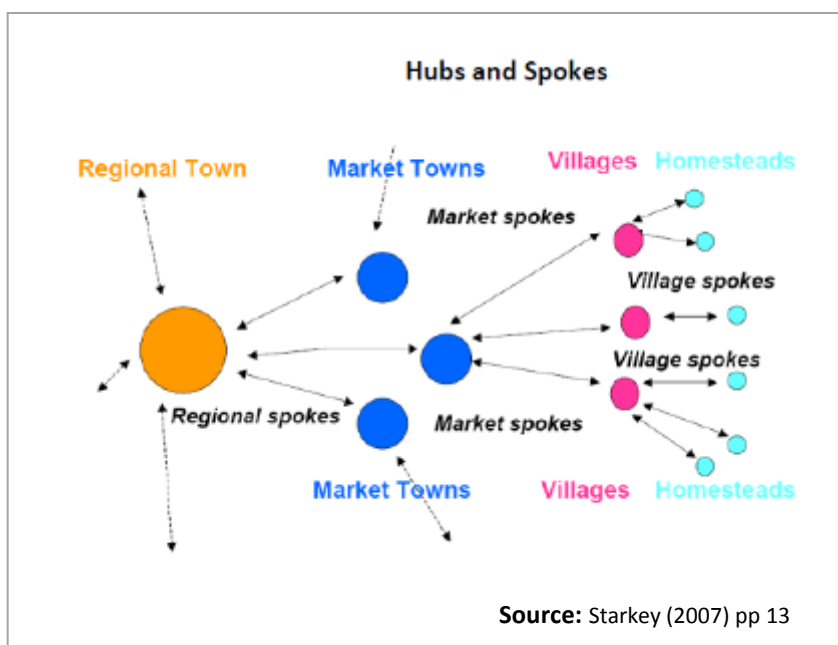 Hubs and Spokes
Regional Town
Market Towns
Villages
Homesteads
Market spokes
Village spokes
Village spokes
Regional spokes
Market spokes
Market Towns
Villages
Homesteads
Source: Starkey (2007) pp 13